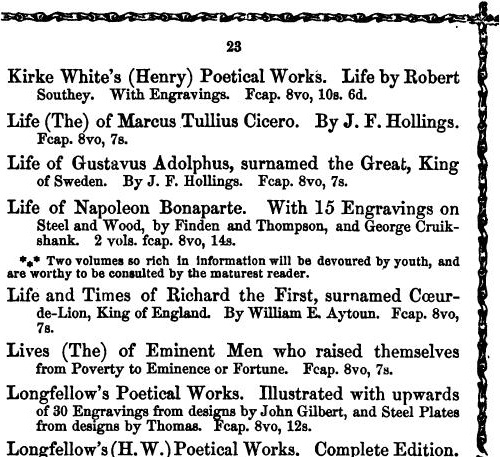 23
Kirke White's (Henry) Poetical Works. Life by Robert
Southey. With Engravings. Fcap. 8vo, 10s. 6d.
Life (The) of Marcus Tullius Cicero. By J. F. Hollings.
Fcap. 8vo, 7s.
Life of Gustavus Adolphus, surnamed the Great, King
of Sweden. By J. F. Hollings. Fcap. 8vo, 7s.
Life of Napoleon Bonaparte. With 15 Engravings on
Steel and Wood, by Finden and Thompson, and George Cruik-
shank. 2 vols. fcap. 8vo, 14s.
*⁎* Two volumes so rich in information will be devoured by youth, and
are worthy to be consulted by the maturest reader.
Life and Times of Richard the First, surnamed Cœur-
de-Lion, King of England. By William E. Aytoun. Fcap. 8vo,
7s.
Lives (The) of Eminent Men who raised themselves
from Poverty to Eminence or Fortune. Fcap. 8vo, 7s.
Longfellow's Poetical Works. Illustrated with upwards
of 30 Engravings from designs by John Gilbert, and Steel Plates
from designs by Thomas. Fcap. 8vo, 12s.
Longfellow's (H. W.) Poetical Works. Complete Edition.